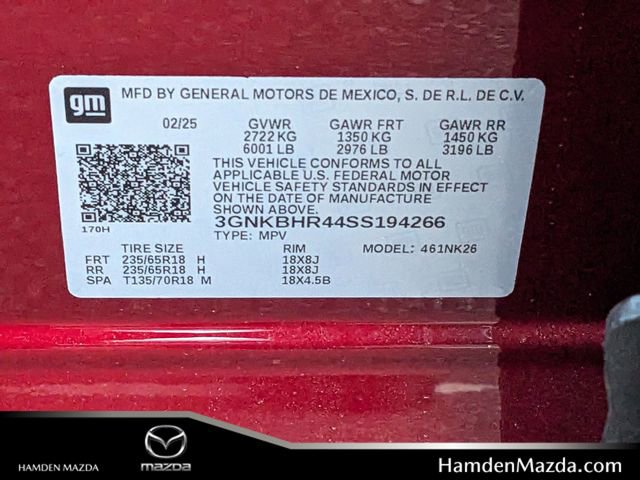 gm
MFD BY GENERAL MOTORS DE MEXICO, S. DE R.L. DE C.V.
02/25 GVWR GAWR FRT GAWR RR
2722 KG 1350 KG 1450 KG
6001 LB 2976 LB 3196 LB
THIS VEHICLE CONFORMS TO ALL
APPLICABLE U.S. FEDERAL MOTOR
VEHICLE SAFETY STANDARDS IN EFFECT
ON THE DATE OF MANUFACTURE
SHOWN ABOVE.
170H
3GNKBHR44SS194266
TYPE: MPV MODEL: 461NK26
TIRE SIZE RIM
FRT 235/65R18 H 18X8J
RR 235/65R18 H 18X8J
SPA T135/70R18 M 18X4.5B
HAMDEN MAZDA
mazda
HamdenMazda.com